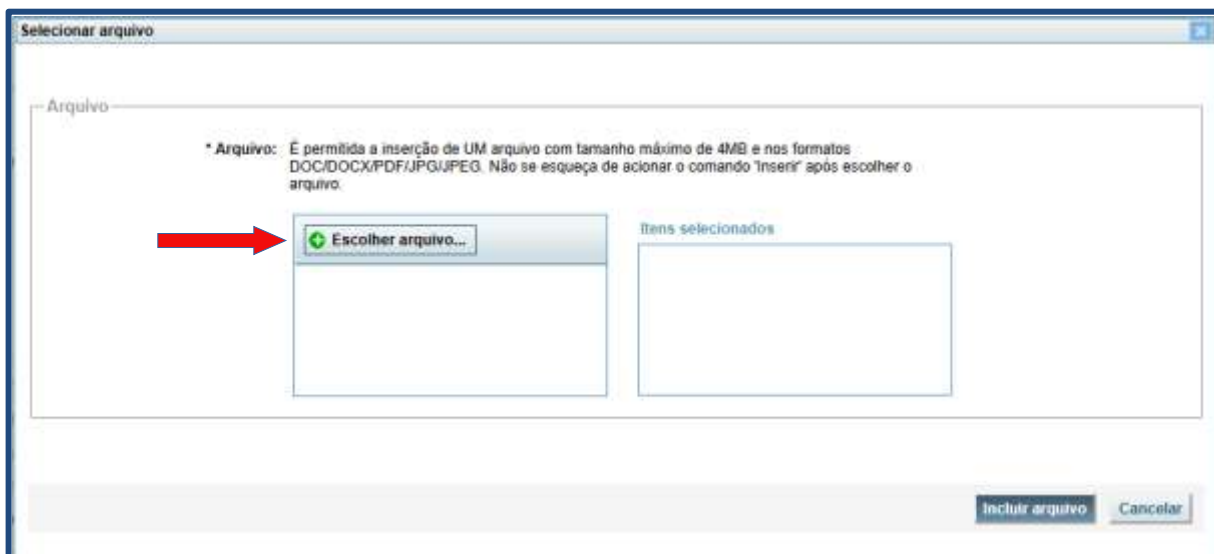 Selecionar arquivo
Arquivo
* Arquivo: É permitida a inserção de UM arquivo com tamanho máximo de 4MB e nos formatos
DOC/DOCX/PDF/JPG/JPEG. Não se esqueça de acionar o comando 'Inserir' após escolher o
arquivo.
Escolher arquivo...
Itens selecionados
Incluir arquivo
Cancelar